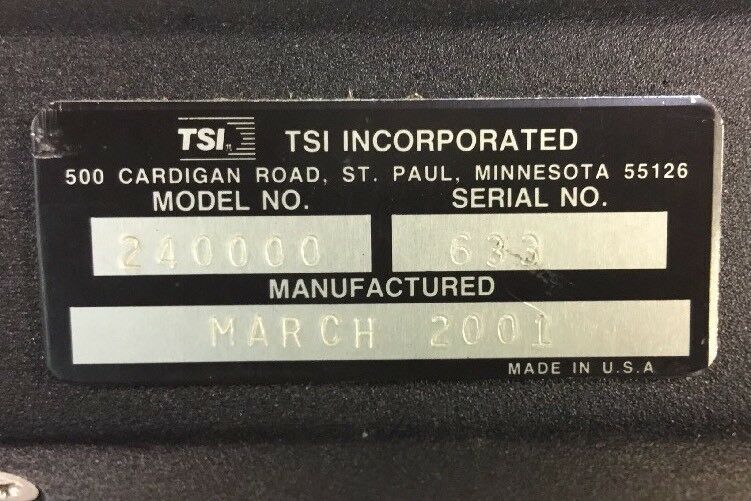 TSI TSI INCORPORATED
500 CARDIGAN ROAD, ST. PAUL, MINNESOTA 55126
MODEL NO. SERIAL NO.
240000 633
MANUFACTURED
MARCH 2001
MADE IN U.S.A